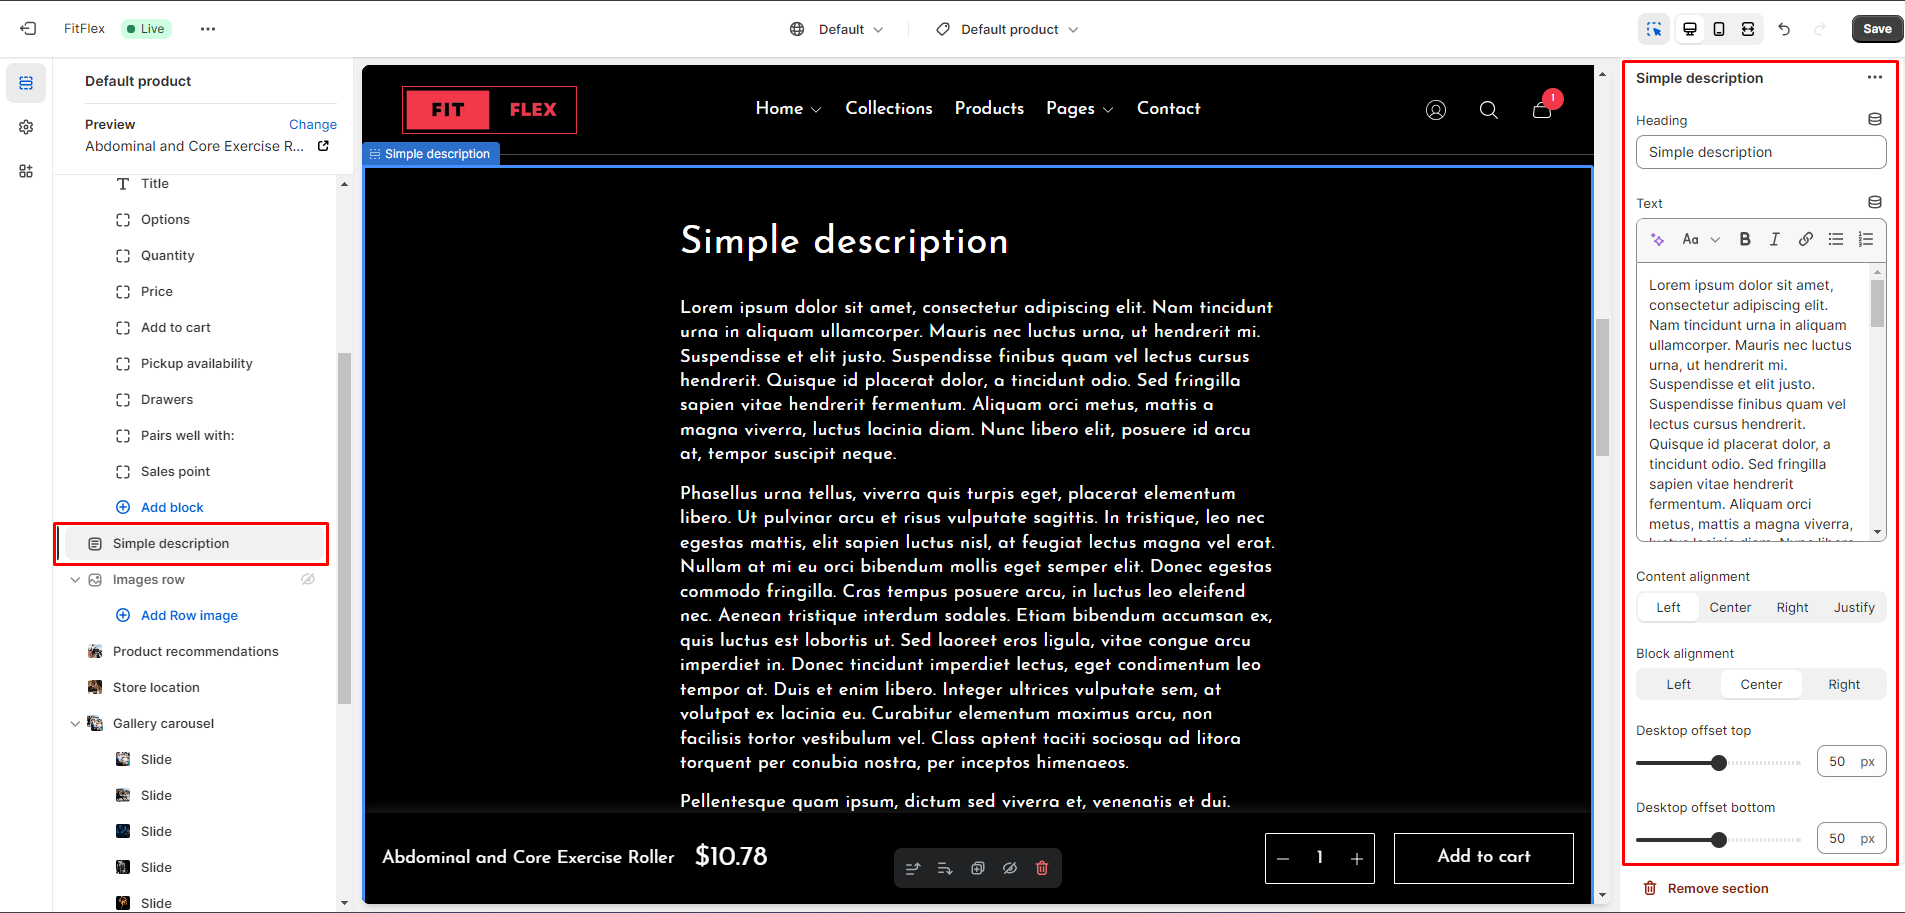 FitFlex
Live
Default
Default product
Save
Default product
Preview
Change
Abdominal and Core Exercise R...
Title
Options
Quantity
Price
Add to cart
Pickup availability
Drawers
Pairs well with:
Sales point
Add block
Simple description
Images row
Add Row image
Product recommendations
Store location
Gallery carousel
Slide
Slide
Slide
Slide
Slide
FIT FLEX
Home
Collections
Products
Pages
Contact
1
Simple description
Simple description
Lorem ipsum dolor sit amet, consectetur adipiscing elit. Nam tincidunt
urna in aliquam ullamcorper. Mauris nec luctus urna, ut hendrerit mi.
Suspendisse et elit justo. Suspendisse finibus quam vel lectus cursus
hendrerit. Quisque id placerat dolor, a tincidunt odio. Sed fringilla
sapien vitae hendrerit fermentum. Aliquam orci metus, mattis a
magna viverra, luctus lacinia diam. Nunc libero elit, posuere id arcu
at, tempor suscipit neque.
Phasellus urna tellus, viverra quis turpis eget, placerat elementum
libero. Ut pulvinar arcu et risus vulputate sagittis. In tristique, leo nec
egestas mattis, elit sapien luctus nisl, at feugiat lectus magna vel erat.
Nullam at mi eu orci bibendum mollis eget semper elit. Donec egestas
commodo fringilla. Cras tempus posuere arcu, in luctus leo eleifend
nec. Aenean tristique interdum sodales. Etiam bibendum accumsan ex,
quis luctus est lobortis ut. Sed laoreet eros ligula, vitae congue arcu
imperdiet in. Donec tincidunt imperdiet lectus, eget condimentum leo
tempor at. Duis et enim libero. Integer ultrices vulputate sem, at
volutpat ex lacinia eu. Curabitur elementum maximus arcu, non
facilisis tortor vestibulum vel. Class aptent taciti sociosqu ad litora
torquent per conubia nostra, per inceptos himenaeos.
Pellentesque quam ipsum, dictum sed viverra et, venenatis et dui.
Abdominal and Core Exercise Roller $10.78
1
Add to cart
Simple description
Heading
Simple description
Text
Aa
B
I
Lorem ipsum dolor sit amet,
consectetur adipiscing elit.
Nam tincidunt urna in aliquam
ullamcorper. Mauris nec luctus
urna, ut hendrerit mi.
Suspendisse et elit justo.
Suspendisse finibus quam vel
lectus cursus hendrerit.
Quisque id placerat dolor, a
tincidunt odio. Sed fringilla
sapien vitae hendrerit
fermentum. Aliquam orci
metus, mattis a magna viverra,
luctus lacinia diam. Nunc libero
Content alignment
Left Center Right Justify
Block alignment
Left Center Right
Desktop offset top
50 px
Desktop offset bottom
50 px
Remove section